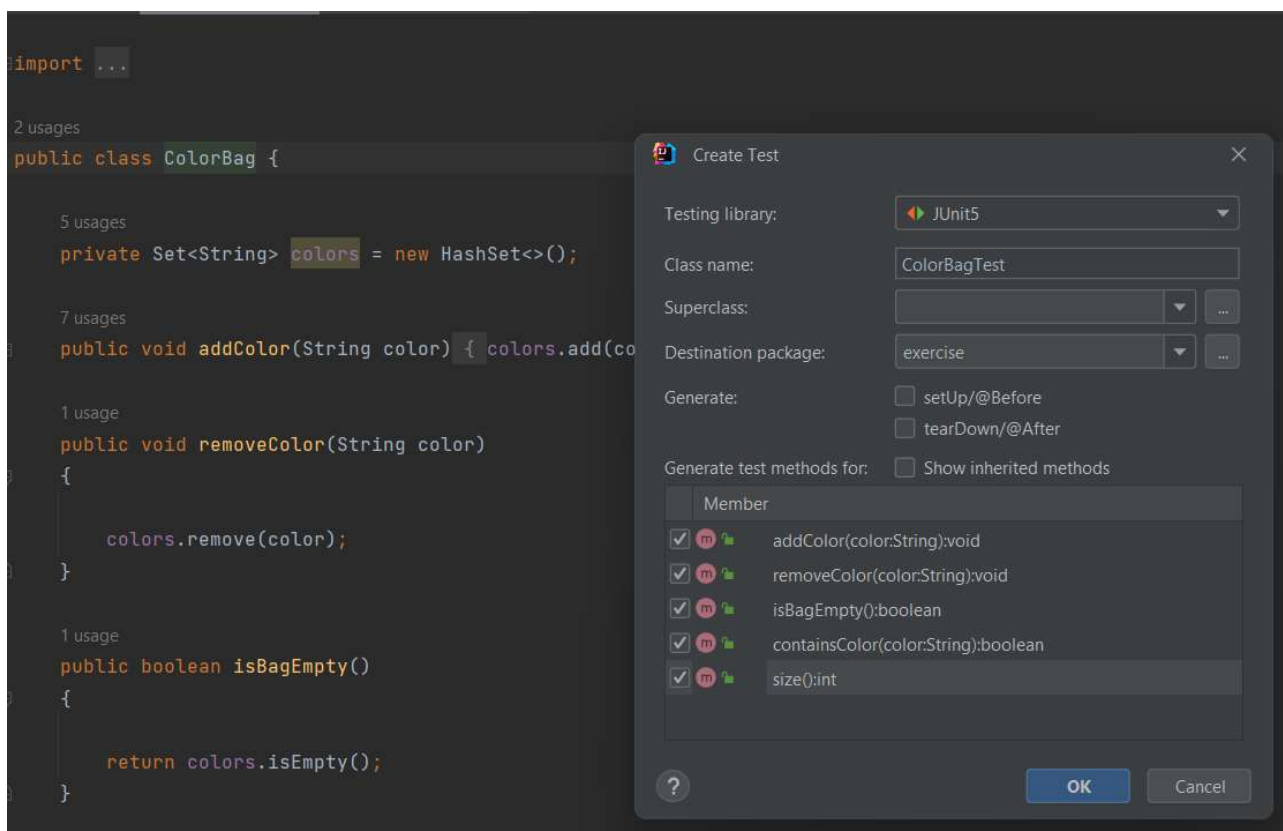 import ...
2 usages
public class ColorBag {
5 usages
private Set<String> colors = new HashSet<>();
7 usages
public void addColor(String color) { colors.add(co
1 usage
public void removeColor(String color)
{
colors.remove(color);
}
1 usage
public boolean isBagEmpty()
{
return colors.isEmpty();
}
Create Test
Testing library:
JUnit5
Class name:
ColorBagTest
Superclass:
...
Destination package:
exercise
...
Generate:
setUp/@Before
tearDown/@After
Generate test methods for:
Show inherited methods
Member
m addColor(color:String):void
m removeColor(color:String):void
m isBagEmpty():boolean
m containsColor(color:String):boolean
m size():int
?
OK
Cancel